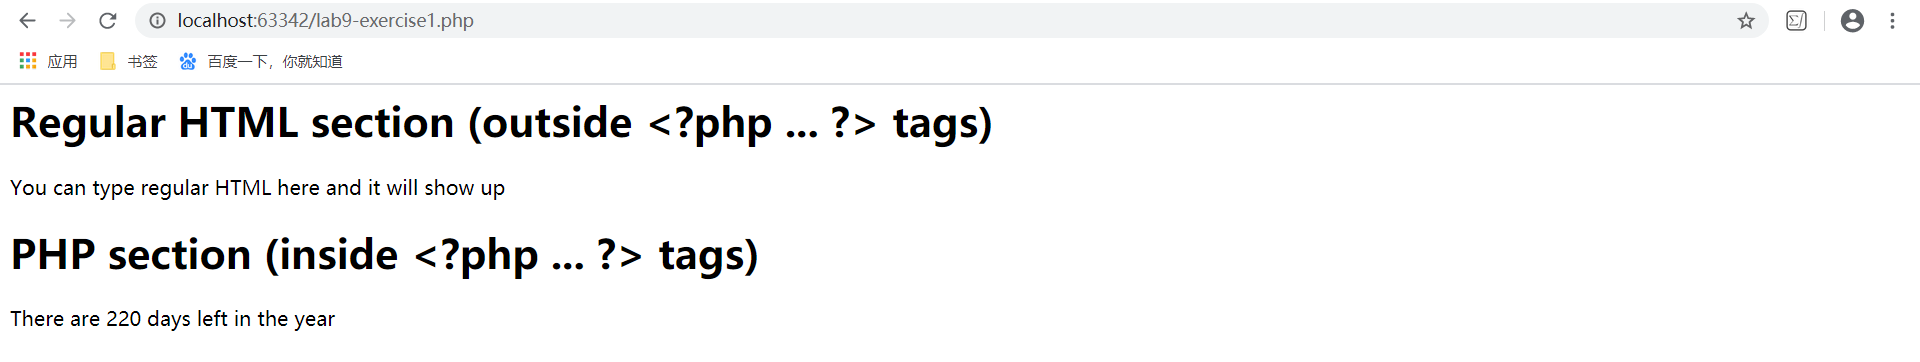 localhost:63342/lab9-exercise1.php
应用 书签 du 百度一下，你就知道
Regular HTML section (outside <?php ... ?> tags)
You can type regular HTML here and it will show up
PHP section (inside <?php ... ?> tags)
There are 220 days left in the year